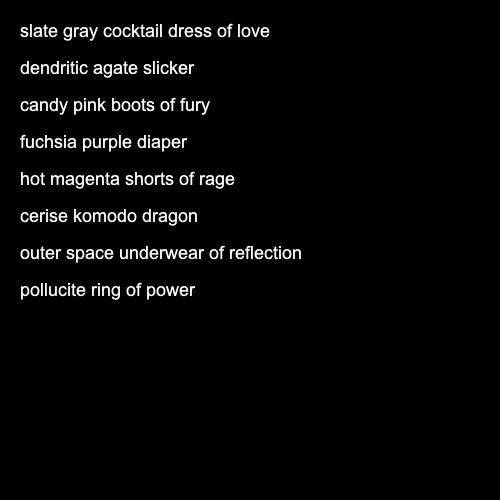 slate gray cocktail dress of love
dendritic agate slicker
candy pink boots of fury
fuchsia purple diaper
hot magenta shorts of rage
cerise komodo dragon
outer space underwear of reflection
pollucite ring of power